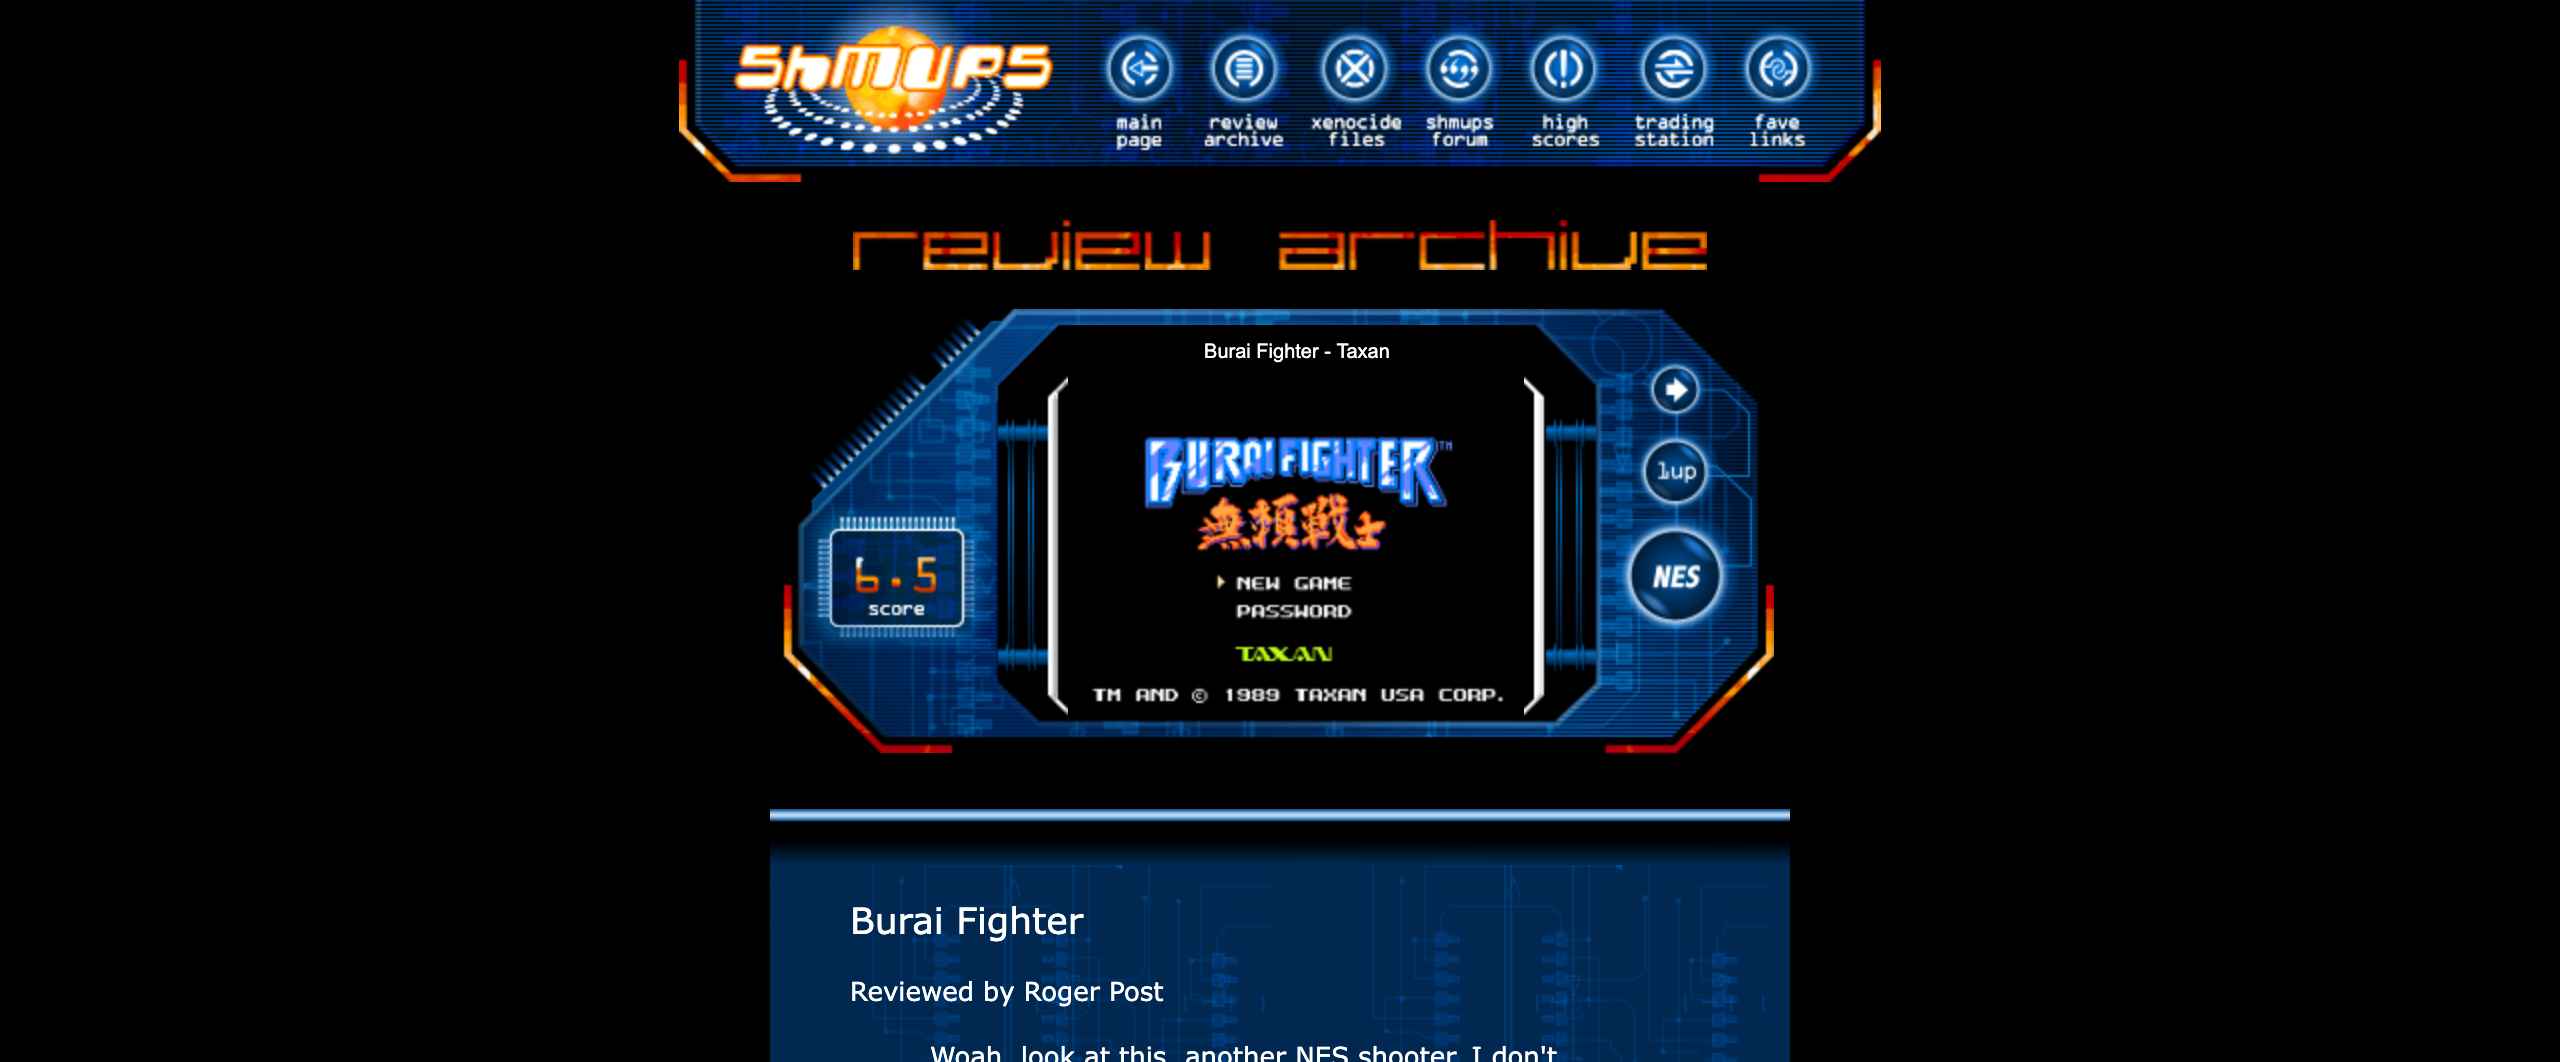 shmups
main page
review archive
xenocide files
shmups forum
high scores
trading station
fave links
review archive
Burai Fighter - Taxan
BURAI FIGHTER™
無頼戦士
NEW GAME
PASSWORD
TAXAN
TM AND © 1989 TAXAN USA CORP.
6.5
score
1up
NES
Burai Fighter
Reviewed by Roger Post
Woah, look at this, another NES shooter. I don't